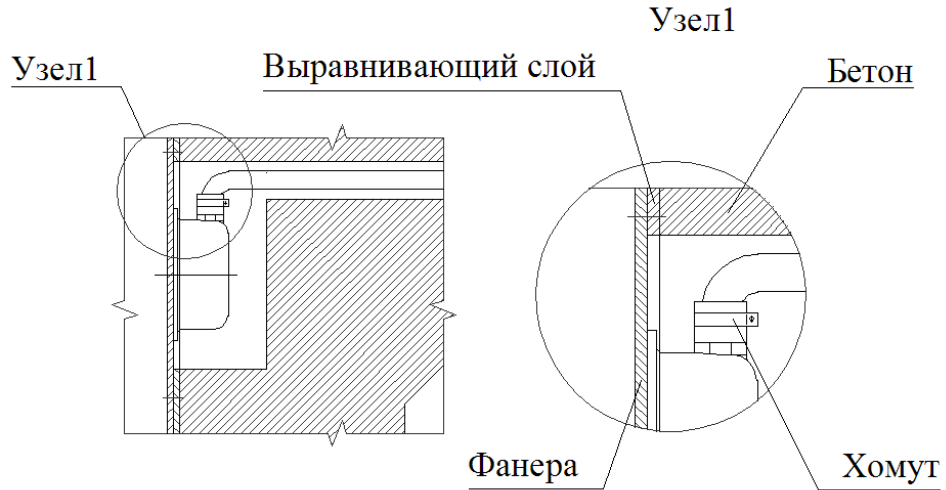 Узел1
Узел1
Выравнивающий слой
Бетон
Фанера
Хомут